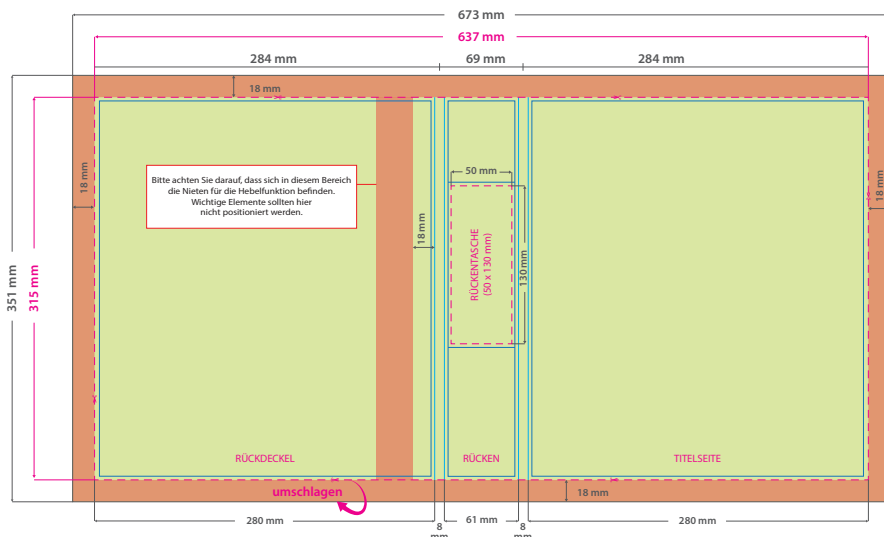 673 mm
637 mm
284 mm
69 mm
284 mm
18 mm
18 mm
18 mm
Bitte achten Sie darauf, dass sich in diesem Bereich
die Nieten für die Hebelfunktion befinden.
Wichtige Elemente sollten hier
nicht positioniert werden.
50 mm
18 mm
RÜCKENTASCHE
(50 x 130 mm)
130 mm
351 mm
315 mm
RÜCKDECKEL
RÜCKEN
TITELSEITE
umschlagen
18 mm
280 mm
8
mm
61 mm
8
mm
280 mm